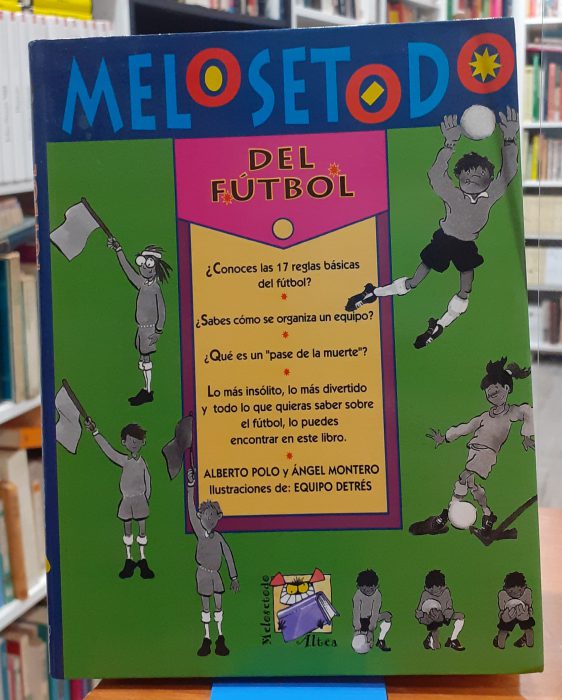 MELOSETODO
DEL
FÚTBOL
¿Conoces las 17 reglas básicas
del fútbol?
¿Sabes cómo se organiza un equipo?
¿Qué es un "pase de la muerte"?
Lo más insólito, lo más divertido
y todo lo que quieras saber sobre
el fútbol, lo puedes
encontrar en este libro.
ALBERTO POLO y ÁNGEL MONTERO
Ilustraciones de: EQUIPO DETRÉS
Melosetodo
Altea